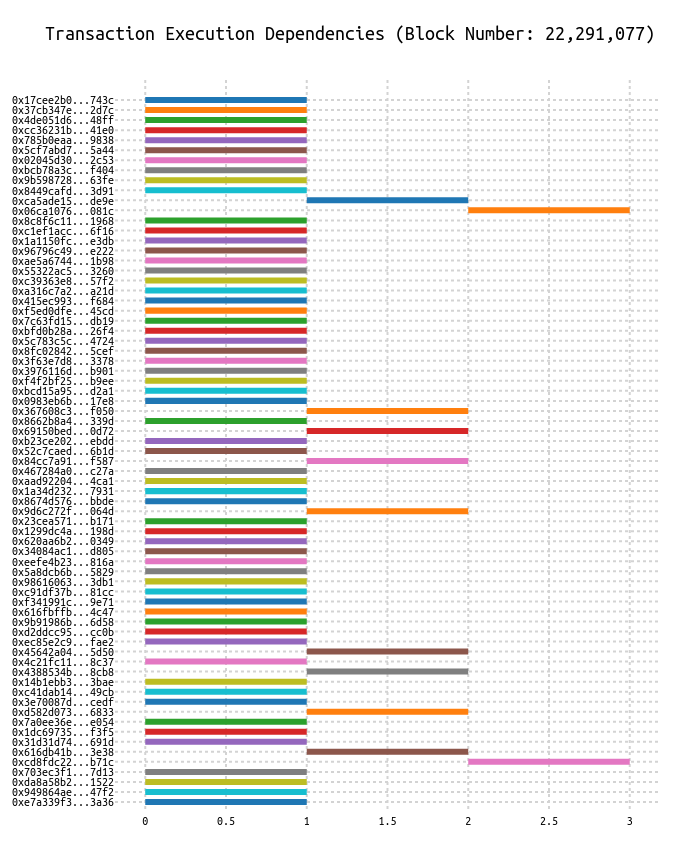 Transaction Execution Dependencies (Block Number: 22,291,077)
0x17cee2b0...743c
0x37cb347e...2d7c
0x4de051d6...48ff
0xcc36231b...41e0
0x785b0eaa...9838
0x5cf7abd7...5a44
0x02045d30...2c53
0xbcb78a3c...f404
0x9b598728...63fe
0x8449cafd...3d91
0xca5ade15...de9e
0x06ca1076...081c
0x8c8f6c11...1968
0xc1ef1acc...6f16
0x1a1150fc...e3db
0x96796c49...e222
0xae5a6744...1b98
0x55322ac5...3260
0xc39363e8...57f2
0xa316c7a2...a21d
0x415ec993...f684
0xf5ed0dfe...45cd
0x7c63fd15...db19
0xbfd0b28a...26f4
0x5c783c5c...4724
0x8fc02842...5cef
0x3f63e7d8...3378
0x3976116d...b901
0xf4f2bf25...b9ee
0xbcd15a95...d2a1
0x0983eb6b...17e8
0x367608c3...f050
0x8662b8a4...339d
0x69150bed...0d72
0xb23ce202...ebdd
0x52c7caed...6b1d
0x84cc7a91...f587
0x467284a0...c27a
0xaad92204...4ca1
0x1a34d232...7931
0x8674d576...bbde
0x9d6c272f...064d
0x23cea571...b171
0x1299dc4a...198d
0x620aa6b2...0349
0x34084ac1...d805
0xeefe4b23...816a
0x5a8dcb6b...5829
0x98616063...3db1
0xc91df37b...81cc
0xf341991c...9e71
0x616fbffb...4c47
0x9b91986b...6d58
0xd2ddcc95...cc0b
0xec85e2c9...fae2
0x45642a04...5d50
0x4c21fc11...8c37
0x4388534b...8cb8
0x14b1ebb3...3bae
0xc41dab14...49cb
0x3e70087d...cedf
0xd582d073...6833
0x7a0ee36e...e054
0x1dc69735...f3f5
0x31d31d74...691d
0x616db41b...3e38
0xcd8fdc22...b71c
0x703ec3f1...7d13
0xda8a58b2...1522
0x949864ae...47f2
0xe7a339f3...3a36
0 0.5 1 1.5 2 2.5 3